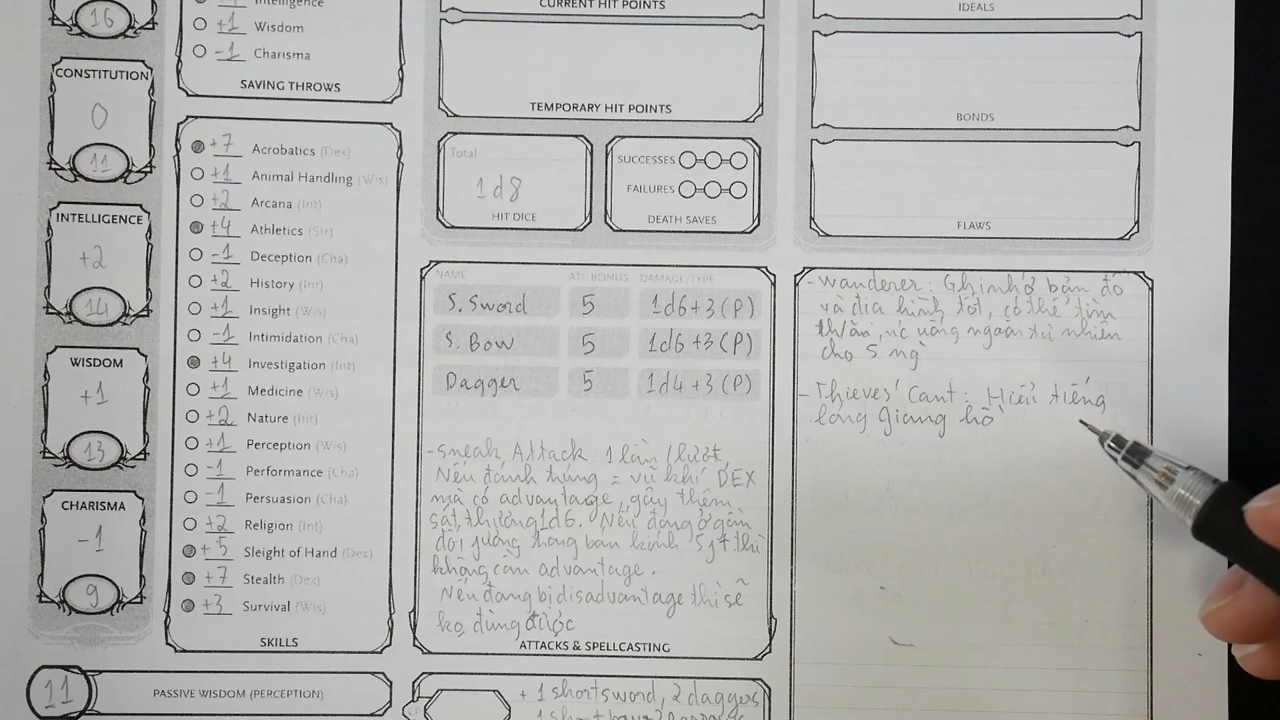 16
CONSTITUTION
0
11
INTELLIGENCE
+2
14
WISDOM
+1
13
CHARISMA
-1
9
Intelligence
+1 Wisdom
-1 Charisma
SAVING THROWS
+7 Acrobatics (Dex)
+1 Animal Handling (Wis)
+2 Arcana (Int)
+4 Athletics (Str)
-1 Deception (Cha)
+2 History (Int)
+1 Insight (Wis)
-1 Intimidation (Cha)
+4 Investigation (Int)
+1 Medicine (Wis)
+2 Nature (Int)
+1 Perception (Wis)
-1 Performance (Cha)
-1 Persuasion (Cha)
+2 Religion (Int)
+5 Sleight of Hand (Dex)
+7 Stealth (Dex)
+3 Survival (Wis)
SKILLS
11 PASSIVE WISDOM (PERCEPTION)
CURRENT HIT POINTS
TEMPORARY HIT POINTS
Total
1d8
HIT DICE
SUCCESSES
FAILURES
DEATH SAVES
NAME ATK BONUS DAMAGE/TYPE
S. Sword 5 1d6+3(P)
S. Bow 5 1d6+3(P)
Dagger 5 1d4+3(P)
- Sneak Attack 1 lần/lượt
Nếu đánh trúng = vũ khí DEX
mà có advantage, gây thêm
sát thương 1d6. Nếu đang ở gần
đối tượng trong bán kính 5ft thì
không cần advantage.
Nếu đang bị disadvantage thì sẽ
ko dùng được
ATTACKS & SPELLCASTING
+ 1 shortsword, 2 daggers
IDEALS
BONDS
FLAWS
- Wanderer: Ghi nhớ bản đồ
và địa hình tốt, có thể tìm
thăn, nc uống nguồn tự nhiên
cho 5 ng
- Thieves' Cant: Hiểu tiếng
lóng giang hồ